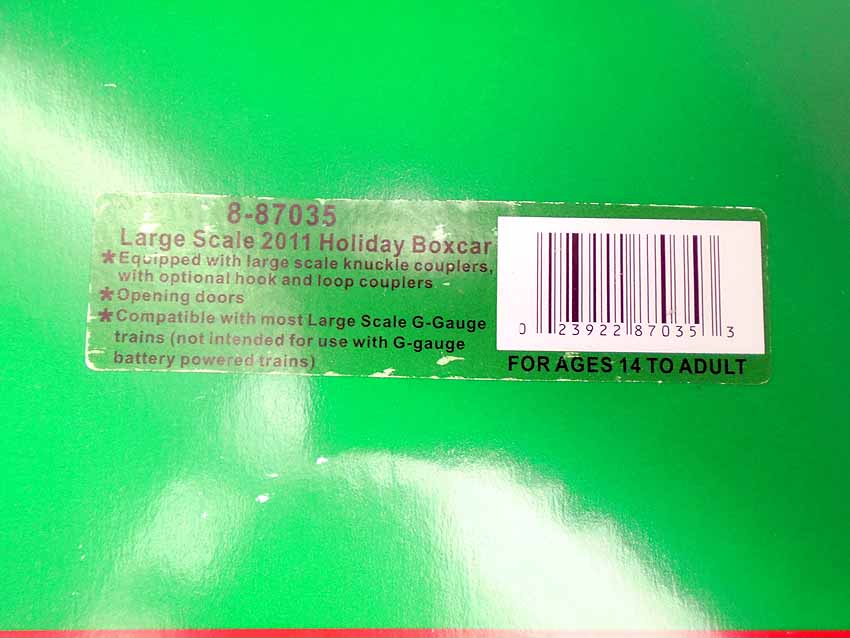 8-87035
Large Scale 2011 Holiday Boxcar
*Equipped with large scale knuckle couplers,
with optional hook and loop couplers
*Opening doors
*Compatible with most Large Scale G-Gauge
trains (not intended for use with G-gauge
battery powered trains)
0 23922 87035 3
FOR AGES 14 TO ADULT